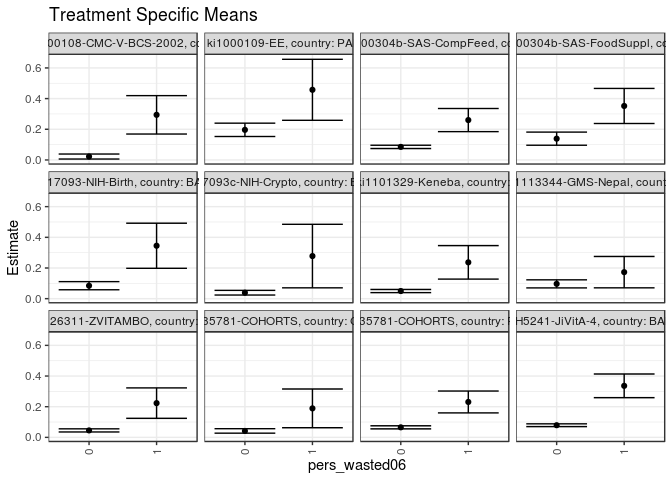 Treatment Specific Means
00108-CMC-V-BCS-2002, co
ki1000109-EE, country: PA
00304b-SAS-CompFeed, co
00304b-SAS-FoodSuppl, co
0.6
0.4
0.2
0.0
17093-NIH-Birth, country: BA
7093c-NIH-Crypto, country: B
ki1101329-Keneba, country:
1113344-GMS-Nepal, count
0.6
0.4
0.2
0.0
26311-ZVITAMBO, country:
35781-COHORTS, country: G
35781-COHORTS, country: P
H5241-JiVitA-4, country: BA
0.6
0.4
0.2
0.0
Estimate
0
1
0
1
0
1
0
1
pers_wasted06